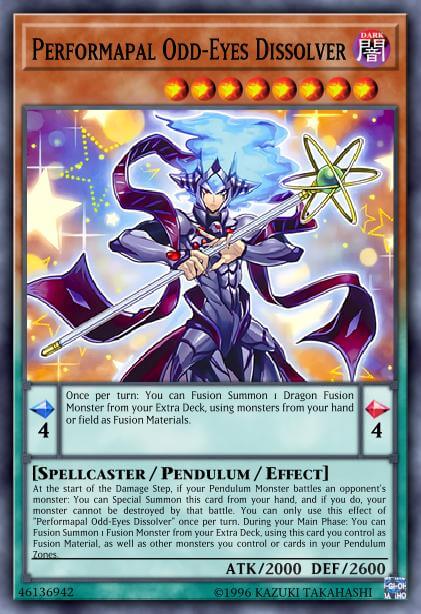 Performapal Odd-Eyes Dissolver
DARK
闇
Once per turn: You can Fusion Summon 1 Dragon Fusion
Monster from your Extra Deck, using monsters from your hand
or field as Fusion Materials.
4
4
[Spellcaster / Pendulum / Effect]
At the start of the Damage Step, if your Pendulum Monster battles an opponent's
monster: You can Special Summon this card from your hand, and if you do, your
monster cannot be destroyed by that battle. You can only use this effect of
"Performapal Odd-Eyes Dissolver" once per turn. During your Main Phase: You can
Fusion Summon 1 Fusion Monster from your Extra Deck, using this card you control as
Fusion Material, as well as other monsters you control or cards in your Pendulum
Zones.
ATK/2000 DEF/2600
46136942
©1996 KAZUKI TAKAHASHI